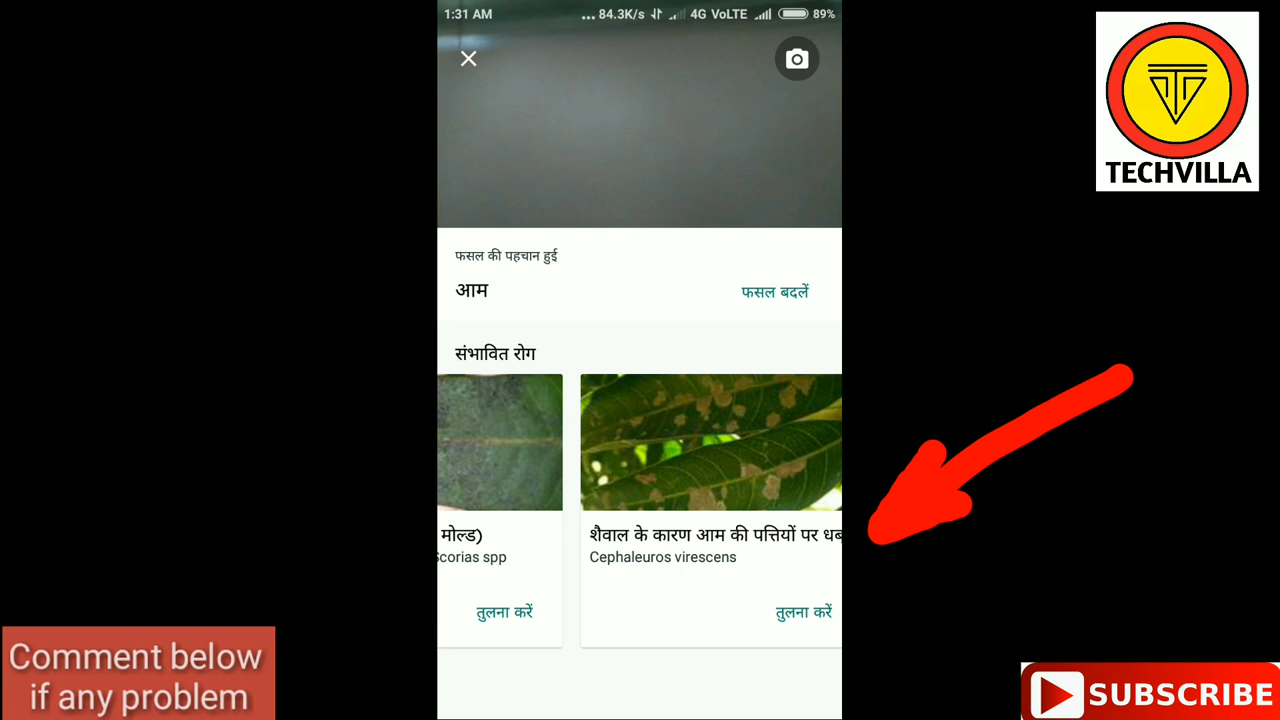 1:31 AM
... 84.3K/s 4G VoLTE 89%
TECHVILLA
फसल की पहचान हुई
आम
फसल बदलें
संभावित रोग
मोल्ड)
Scorias spp
तुलना करें
शैवाल के कारण आम की पत्तियों पर
Cephaleuros virescens
तुलना करें
Comment below
if any problem
SUBSCRIBE